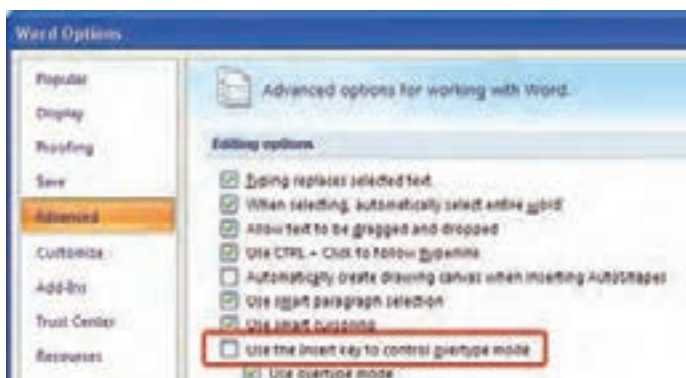 Word Options
Popular
Display
Proofing
Save
Advanced
Customize
Add-Ins
Trust Center
Resources
Advanced options for working with Word.
Editing options
Typing replaces selected text
When selecting, automatically select entire word
Allow text to be dragged and dropped
Use CTRL + Click to follow hyperlink
Automatically create drawing canvas when inserting AutoShapes
Use smart paragraph selection
Use smart cursoring
Use the Insert key to control overtype mode
Use overtype mode